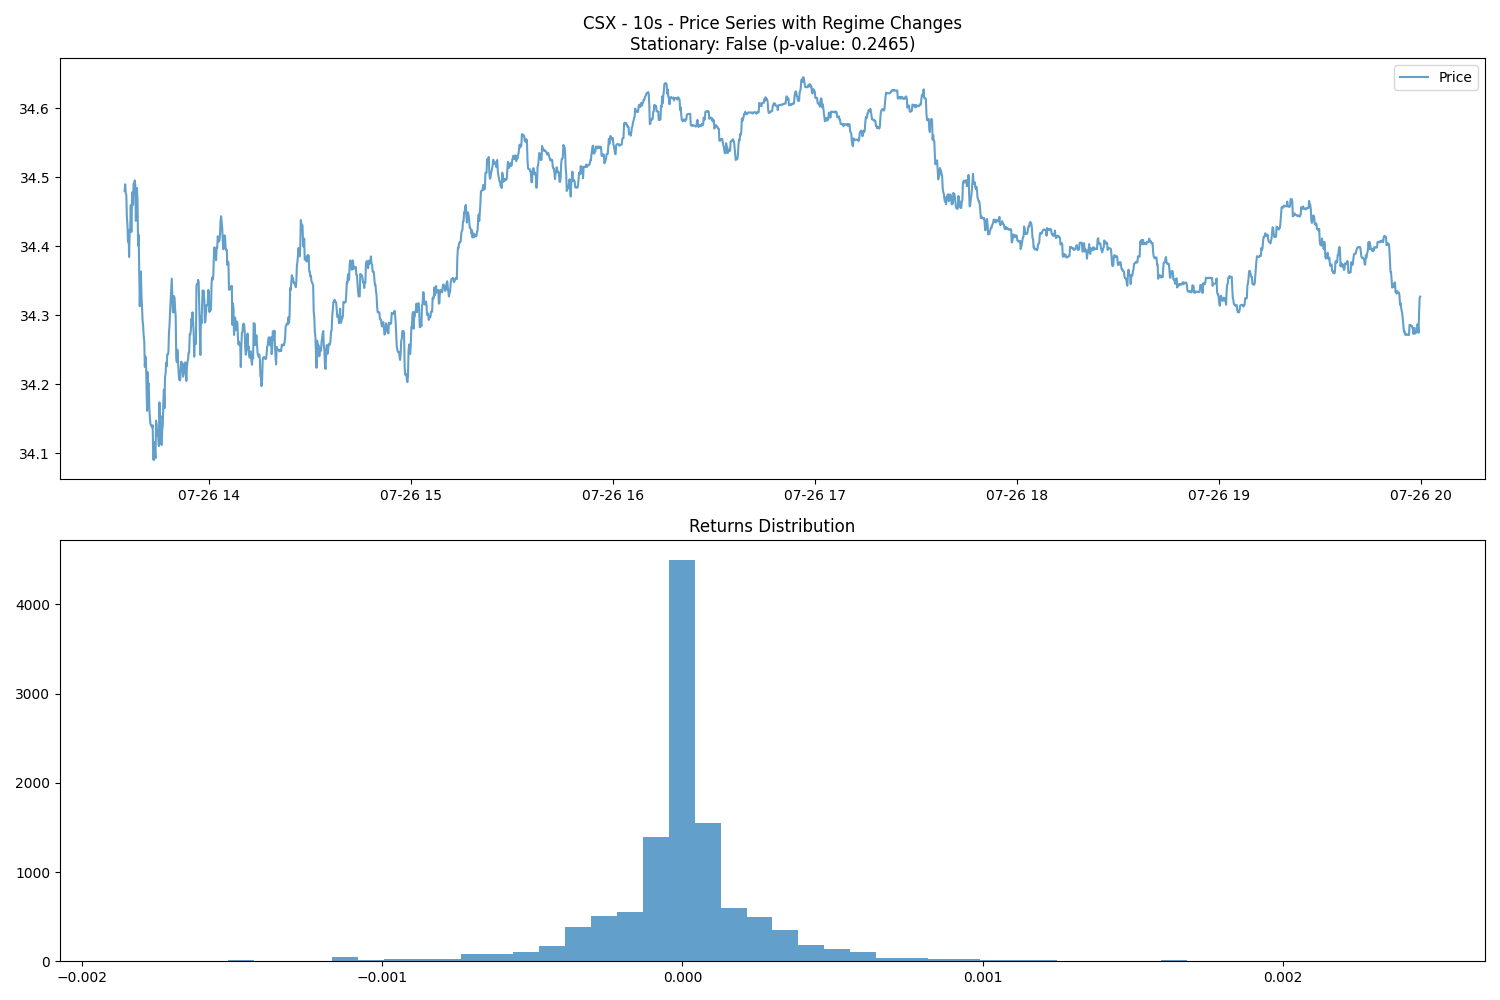 CSX - 10s - Price Series with Regime Changes
Stationary: False (p-value: 0.2465)
Price
34.6
34.5
34.4
34.3
34.2
34.1
07-26 14 07-26 15 07-26 16 07-26 17 07-26 18 07-26 19 07-26 20
Returns Distribution
4000
3000
2000
1000
0
−0.002 −0.001 0.000 0.001 0.002